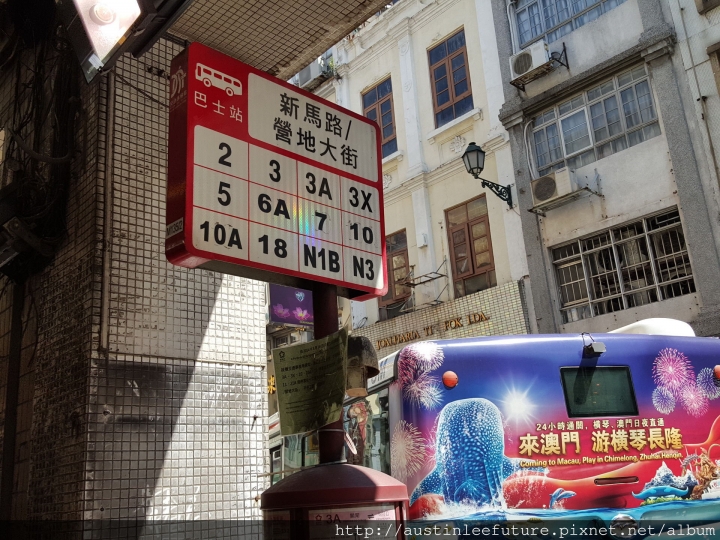 巴士站
新馬路/
營地大街
2 3 3A 3X
5 6A 7 10
10A 18 N1B N3
24小時通關，橫琴、澳門日夜直通
來澳門 游橫琴長隆
Coming to Macau, Play in Chimelong, Zhuhai Hengqin
3A
http://austinleefuture.pixnet.net/album